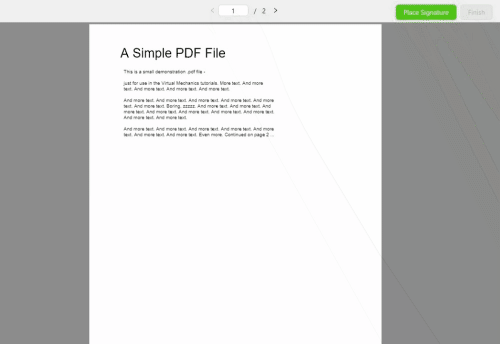 1 / 2
Place Signature
Finish
A Simple PDF File
This is a small demonstration .pdf file -
just for use in the Virtual Mechanics tutorials. More text. And more
text. And more text. And more text. And more text.
And more text. And more text. And more text. And more text. And more
text. And more text. Boring, zzzzz. And more text. And more text. And
more text. And more text. And more text. And more text. And more text.
And more text. And more text.
And more text. And more text. And more text. And more text. And more
text. And more text. And more text. Even more. Continued on page 2 ...